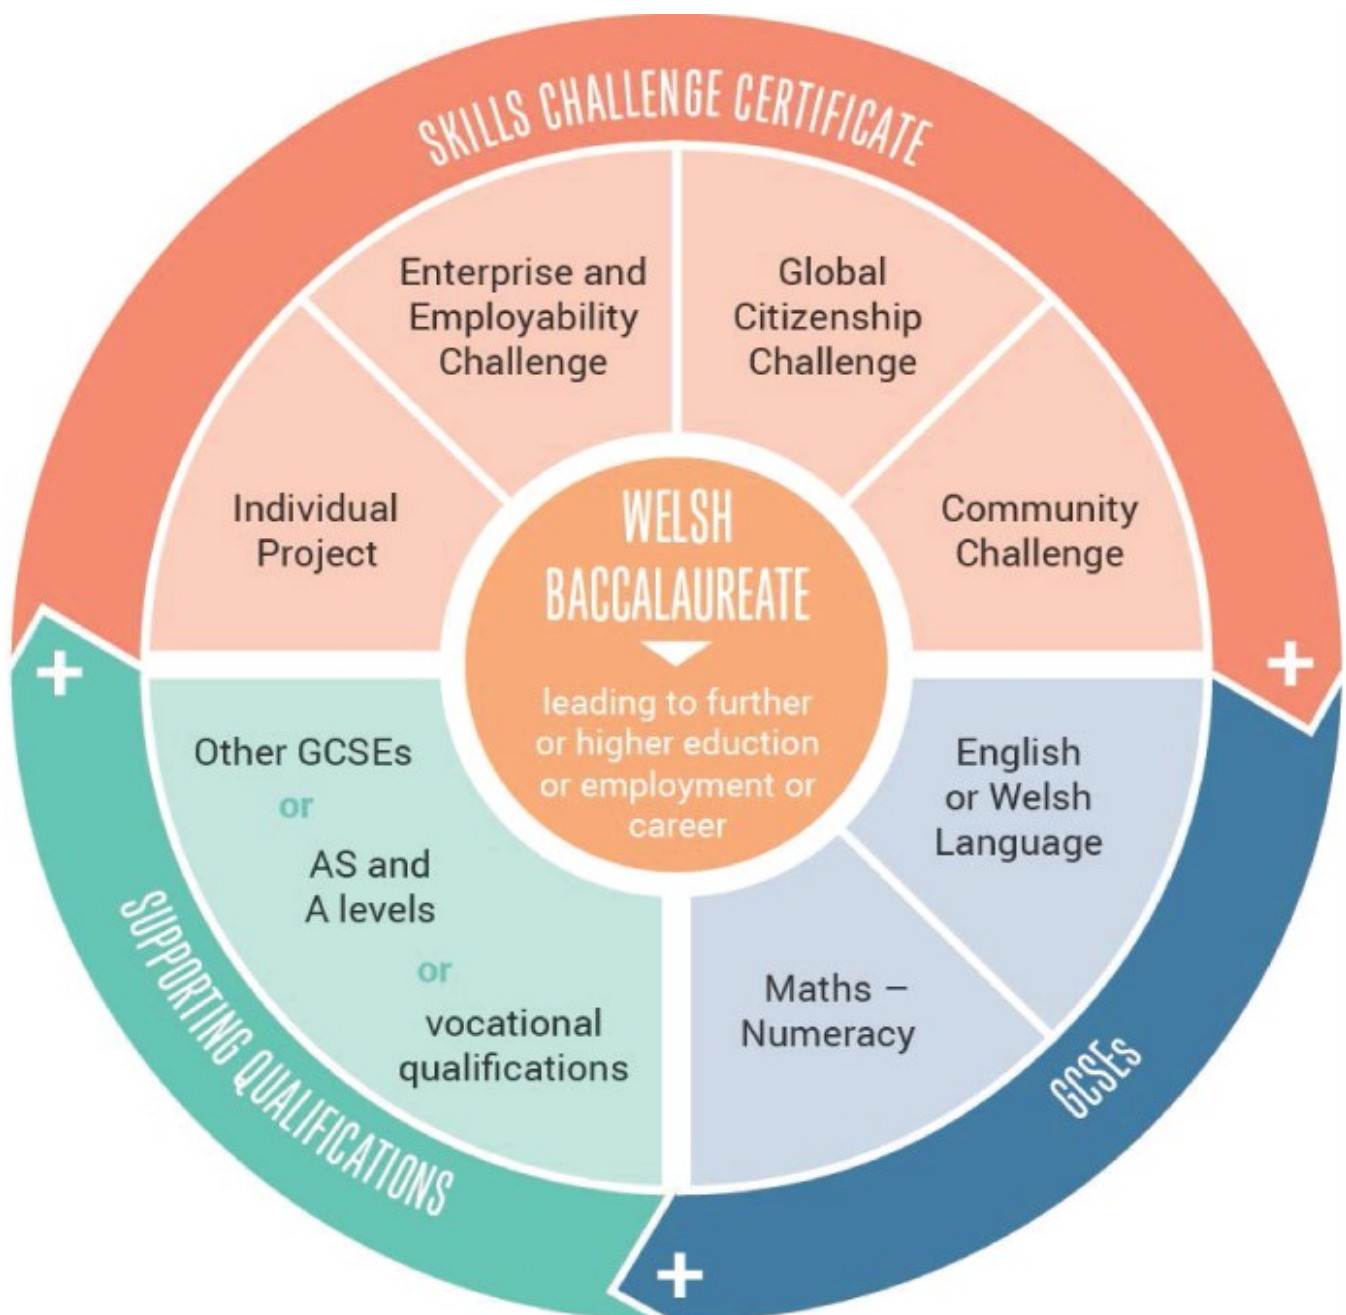 SKILLS CHALLENGE CERTIFICATE
Enterprise and
Employability
Challenge
Global
Citizenship
Challenge
Individual
Project
Community
Challenge
WELSH
BACCALAUREATE
leading to further
or higher eduction
or employment or
career
Other GCSEs
or
AS and
A levels
or
vocational
qualifications
English
or Welsh
Language
Maths –
Numeracy
SUPPORTING QUALIFICATIONS
GCSEs
+
+
+